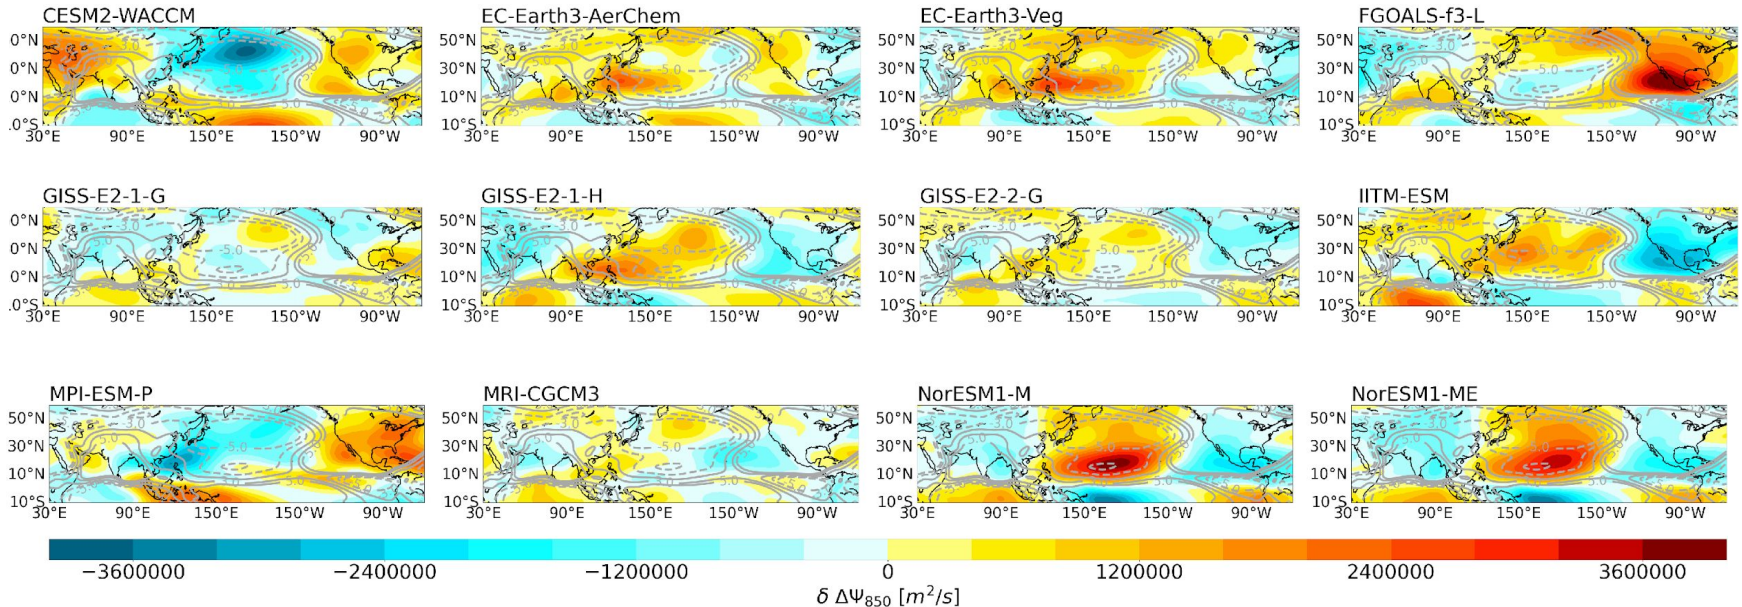 CESM2-WACCM EC-Earth3-AerChem EC-Earth3-Veg FGOALS-f3-L
.0°N 50°N 50°N 50°N
.0°N 30°N 30°N 30°N
.0°N 10°N 10°N 10°N
.0°S 10°S 10°S 10°S
30°E 90°E 150°E 150°W 90°W 30°E 90°E 150°E 150°W 90°W 30°E 90°E 150°E 150°W 90°W 30°E 90°E 150°E 150°W 90°W
GISS-E2-1-G GISS-E2-1-H GISS-E2-2-G IITM-ESM
.0°N 50°N 50°N 50°N
.0°N 30°N 30°N 30°N
.0°N 10°N 10°N 10°N
.0°S 10°S 10°S 10°S
30°E 90°E 150°E 150°W 90°W 30°E 90°E 150°E 150°W 90°W 30°E 90°E 150°E 150°W 90°W 30°E 90°E 150°E 150°W 90°W
MPI-ESM-P MRI-CGCM3 NorESM1-M NorESM1-ME
50°N 50°N 50°N 50°N
30°N 30°N 30°N 30°N
10°N 10°N 10°N 10°N
10°S 10°S 10°S 10°S
30°E 90°E 150°E 150°W 90°W 30°E 90°E 150°E 150°W 90°W 30°E 90°E 150°E 150°W 90°W 30°E 90°E 150°E 150°W 90°W
−3600000 −2400000 −1200000 0 1200000 2400000 3600000
δ ΔΨ₈₅₀ [m²/s]